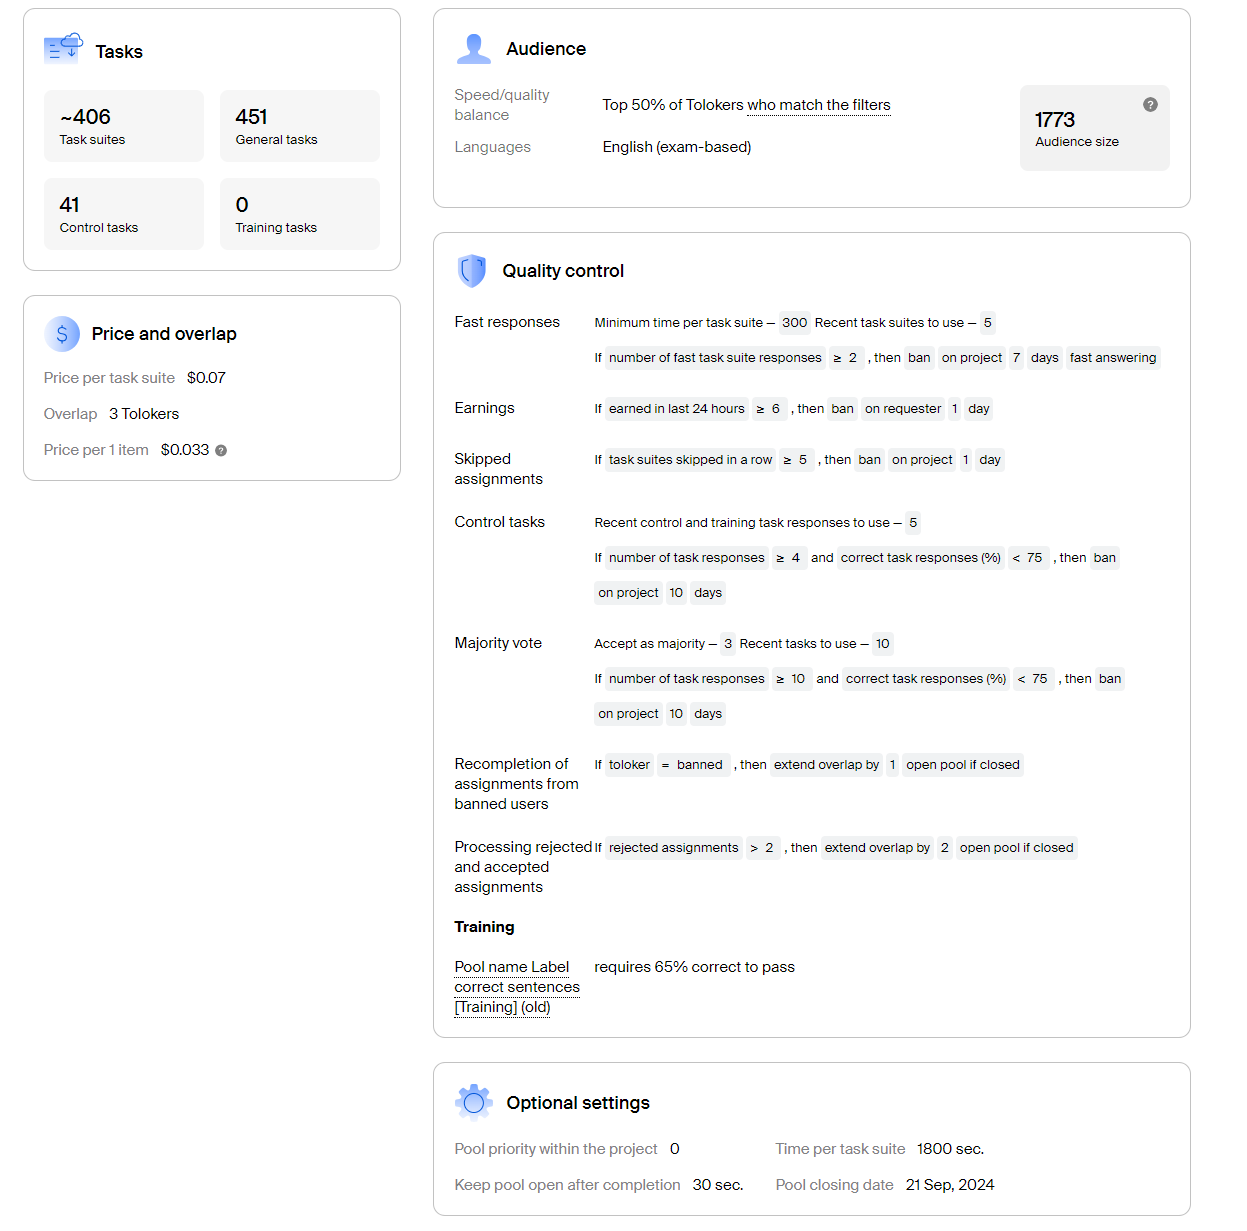 Tasks
~406
Task suites
451
General tasks
41
Control tasks
0
Training tasks
Price and overlap
Price per task suite $0.07
Overlap 3 Tolokers
Price per 1 item $0.033 ?
Audience
Speed/quality
balance
Top 50% of Tolokers who match the filters
Languages English (exam-based)
1773 ?
Audience size
Quality control
Fast responses Minimum time per task suite – 300 Recent task suites to use – 5
If number of fast task suite responses ≥ 2 , then ban on project 7 days fast answering
Earnings If earned in last 24 hours ≥ 6 , then ban on requester 1 day
Skipped
assignments
If task suites skipped in a row ≥ 5 , then ban on project 1 day
Control tasks Recent control and training task responses to use – 5
If number of task responses ≥ 4 and correct task responses (%) < 75 , then ban
on project 10 days
Majority vote Accept as majority – 3 Recent tasks to use – 10
If number of task responses ≥ 10 and correct task responses (%) < 75 , then ban
on project 10 days
Recompletion of
assignments from
banned users
If toloker = banned , then extend overlap by 1 open pool if closed
Processing rejected
and accepted
assignments
If rejected assignments > 2 , then extend overlap by 2 open pool if closed
Training
Pool name Label
correct sentences
[Training] (old)
requires 65% correct to pass
Optional settings
Pool priority within the project 0
Time per task suite 1800 sec.
Keep pool open after completion 30 sec.
Pool closing date 21 Sep, 2024